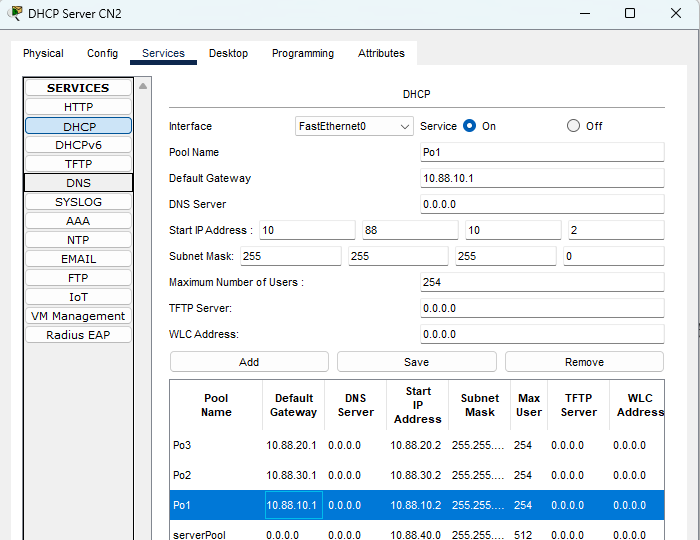 DHCP Server CN2
Physical Config Services Desktop Programming Attributes
SERVICES
HTTP
DHCP
DHCPv6
TFTP
DNS
SYSLOG
AAA
NTP
EMAIL
FTP
IoT
VM Management
Radius EAP
DHCP
Interface FastEthernet0 Service On Off
Pool Name Po1
Default Gateway 10.88.10.1
DNS Server 0.0.0.0
Start IP Address : 10 88 10 2
Subnet Mask: 255 255 255 0
Maximum Number of Users : 254
TFTP Server: 0.0.0.0
WLC Address: 0.0.0.0
Add Save Remove
Pool Name Default Gateway DNS Server Start IP Address Subnet Mask Max User TFTP Server WLC Address
Po3 10.88.20.1 0.0.0.0 10.88.20.2 255.255.... 254 0.0.0.0 0.0.0.0
Po2 10.88.30.1 0.0.0.0 10.88.30.2 255.255.... 254 0.0.0.0 0.0.0.0
Po1 10.88.10.1 0.0.0.0 10.88.10.2 255.255.... 254 0.0.0.0 0.0.0.0
serverPool 0.0.0.0 0.0.0.0 10.88.40.0 255.255.... 512 0.0.0.0 0.0.0.0